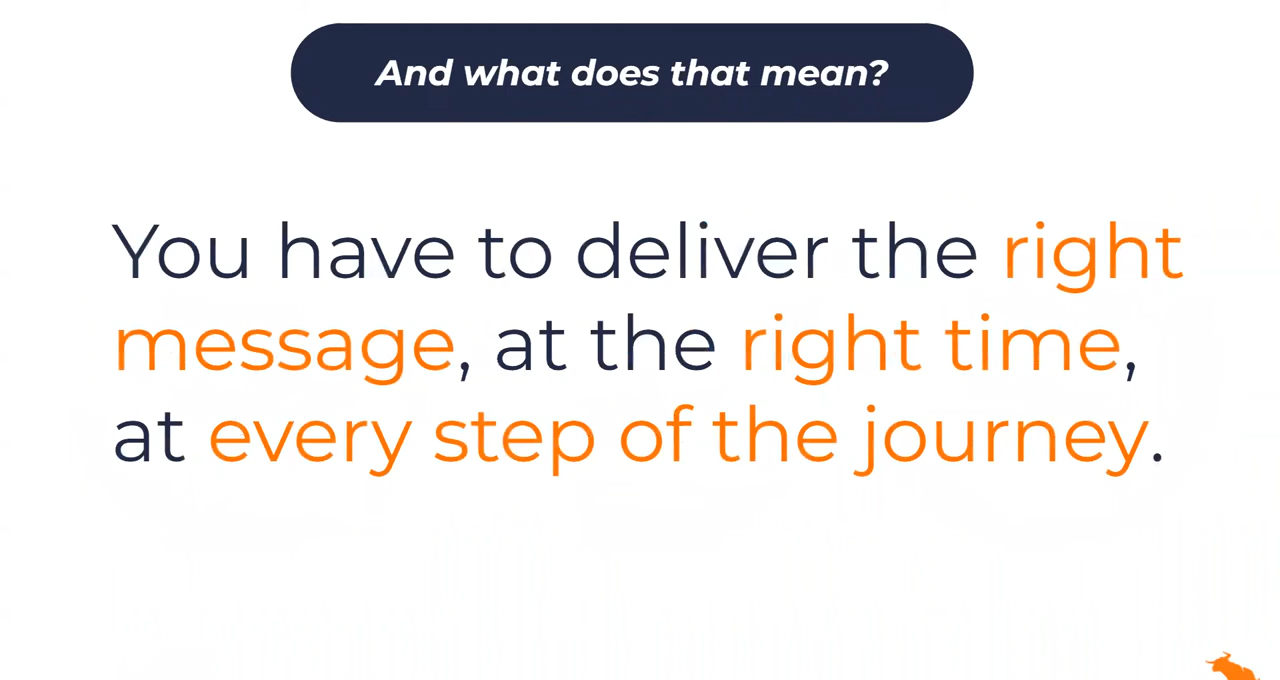 And what does that mean?
You have to deliver the right
message, at the right time,
at every step of the journey.